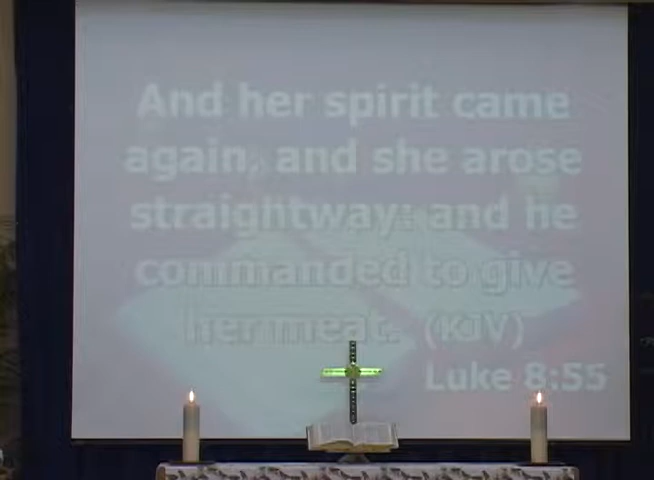 And her spirit came
again, and she arose
straightway: and he
commanded to give
her meat. (KJV)
Luke 8:55